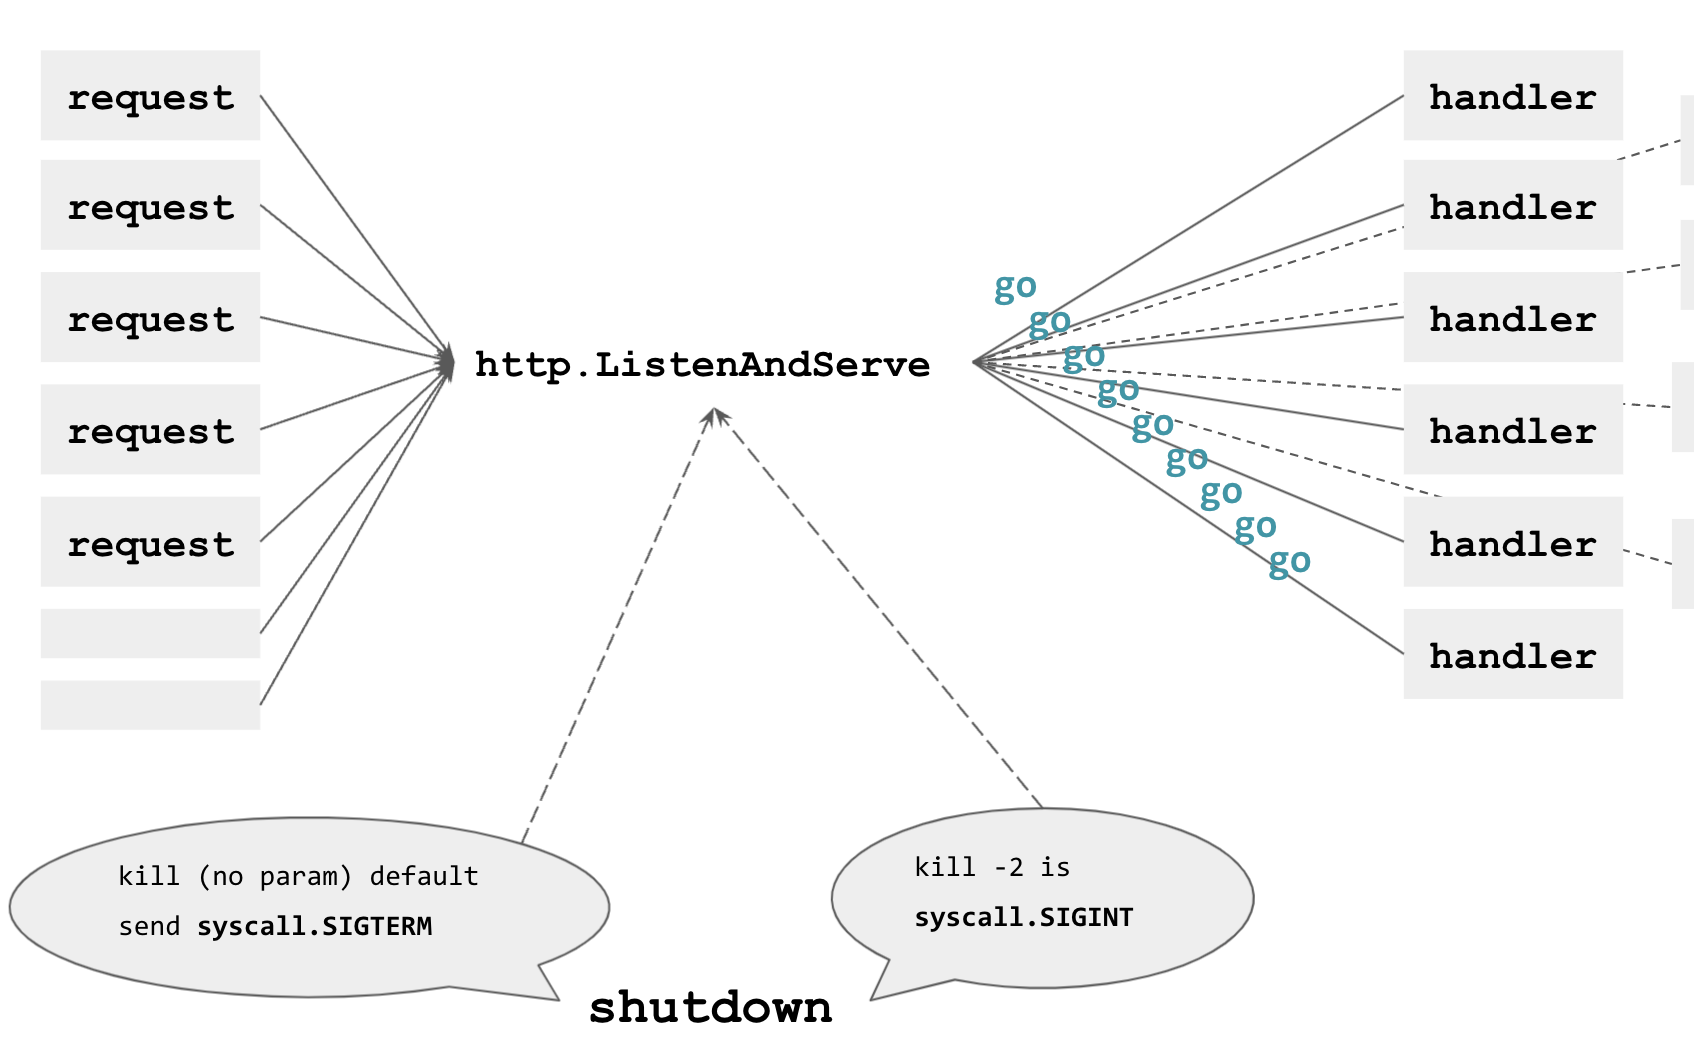 request
request
request
request
request
http.ListenAndServe
go
go
go
go
go
go
go
go
go
handler
handler
handler
handler
handler
handler
kill (no param) default
send syscall.SIGTERM
kill -2 is
syscall.SIGINT
shutdown